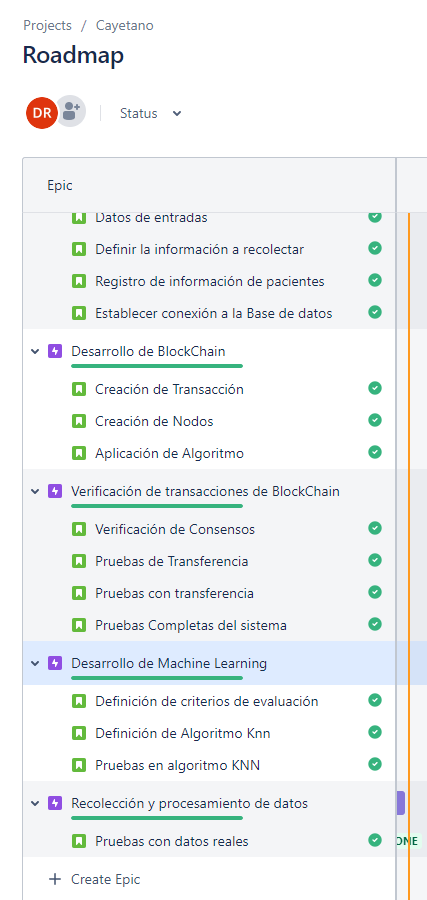 Projects / Cayetano
Roadmap
DR
Status
Epic
Datos de entradas
Definir la información a recolectar
Registro de información de pacientes
Establecer conexión a la Base de datos
Desarrollo de BlockChain
Creación de Transacción
Creación de Nodos
Aplicación de Algoritmo
Verificación de transacciones de BlockChain
Verificación de Consensos
Pruebas de Transferencia
Pruebas con transferencia
Pruebas Completas del sistema
Desarrollo de Machine Learning
Definición de criterios de evaluación
Definición de Algoritmo Knn
Pruebas en algoritmo KNN
Recolección y procesamiento de datos
Pruebas con datos reales
ONE
+ Create Epic